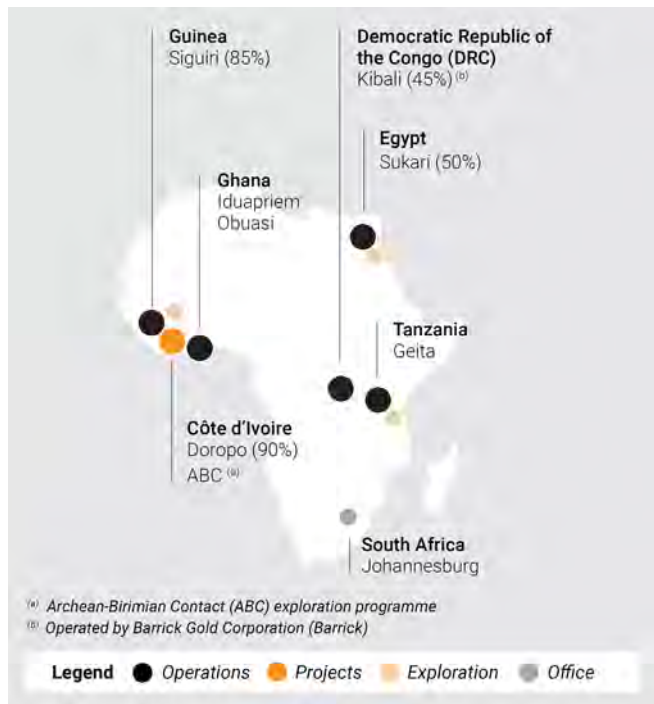 Guinea
Siguiri (85%)
Democratic Republic of
the Congo (DRC)
Kibali (45%) (b)
Egypt
Sukari (50%)
Ghana
Iduapriem
Obuasi
Tanzania
Geita
Côte d'Ivoire
Doropo (90%)
ABC (a)
South Africa
Johannesburg
(a) Archean-Birimian Contact (ABC) exploration programme
(b) Operated by Barrick Gold Corporation (Barrick)
Legend Operations Projects Exploration Office